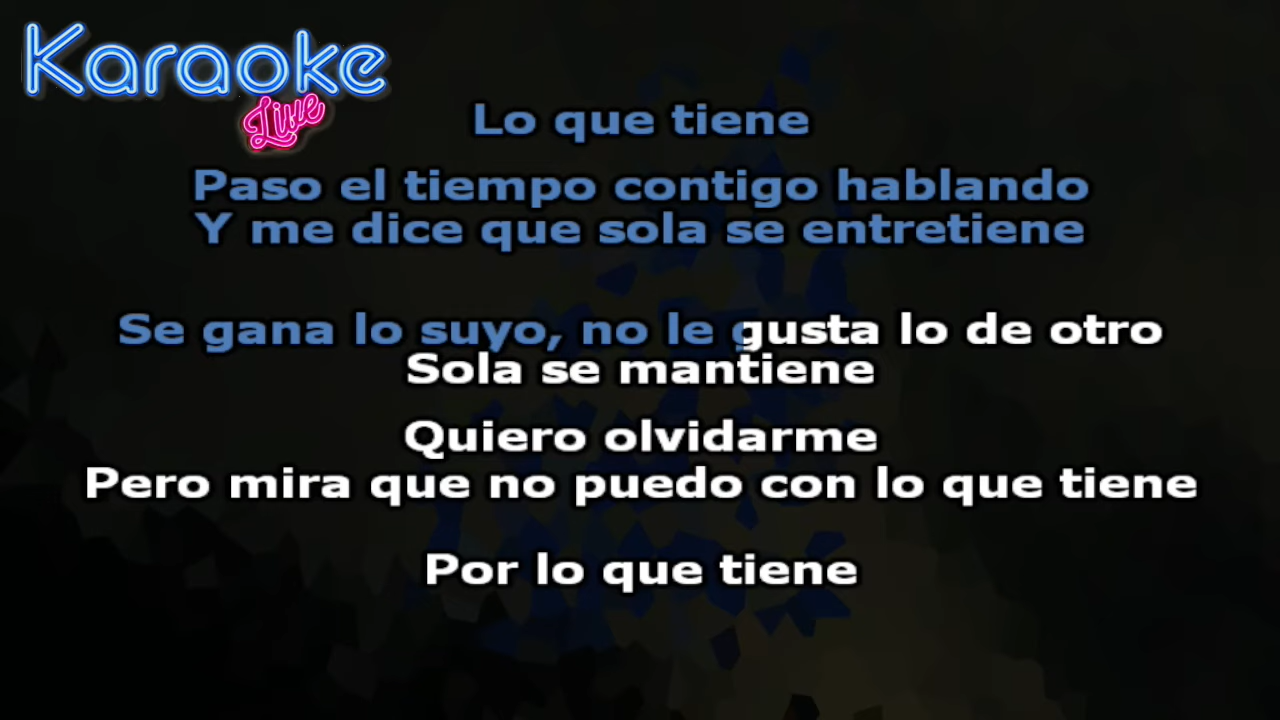 Karaoke
Live
Lo que tiene
Paso el tiempo contigo hablando
Y me dice que sola se entretiene
Se gana lo suyo, no le gusta lo de otro
Sola se mantiene
Quiero olvidarme
Pero mira que no puedo con lo que tiene
Por lo que tiene